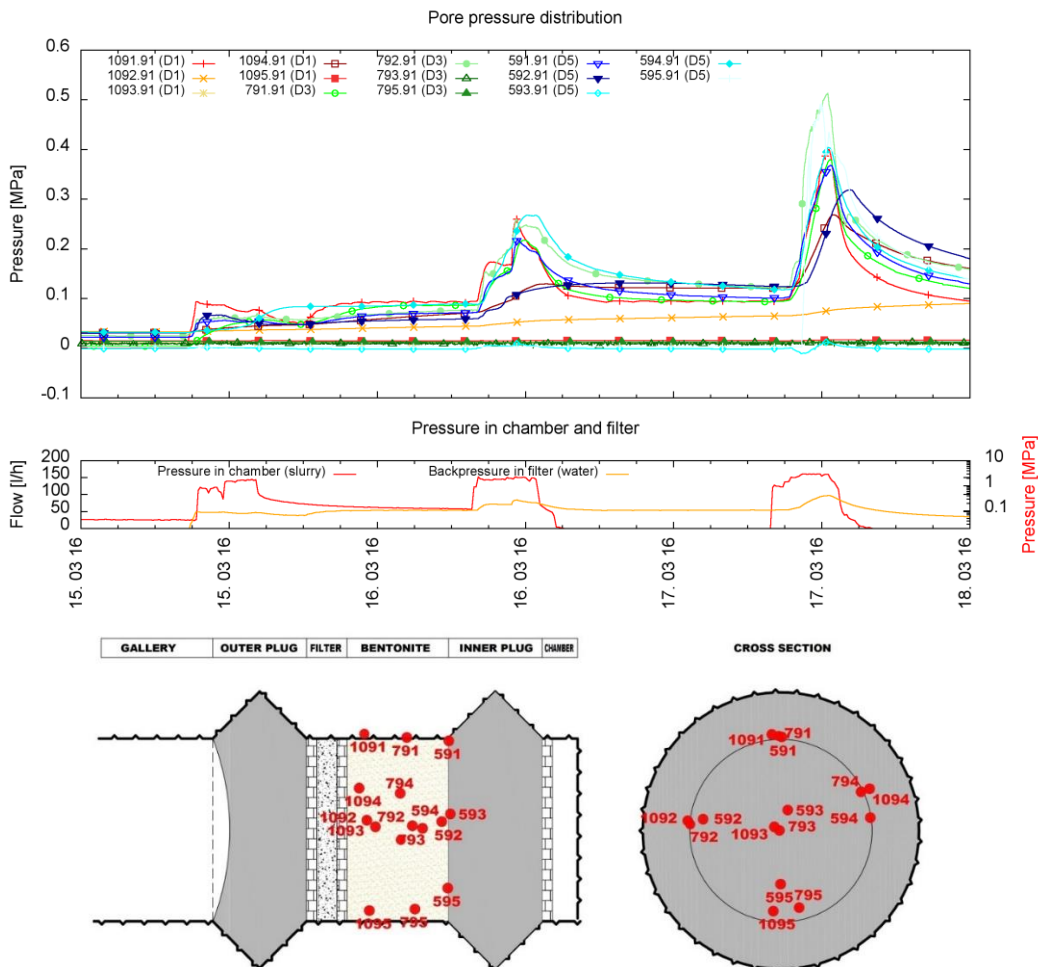 Pore pressure distribution
0.6
0.5
0.4
0.3
0.2
0.1
0
-0.1
Pressure [MPa]
1091.91 (D1) 1094.91 (D1) 792.91 (D3) 591.91 (D5) 594.91 (D5)
1092.91 (D1) 1095.91 (D1) 793.91 (D3) 592.91 (D5) 595.91 (D5)
1093.91 (D1) 791.91 (D3) 795.91 (D3) 593.91 (D5)
Pressure in chamber and filter
Pressure in chamber (slurry) Backpressure in filter (water)
200
150
100
50
0
Flow [l/h]
10
1
0.1
Pressure [MPa]
15. 03 16
15. 03 16
16. 03 16
16. 03 16
17. 03 16
17. 03 16
18. 03 16
GALLERY OUTER PLUG FILTER BENTONITE INNER PLUG CHAMBER
1091 791 591
794
1094
594 593
1092 792 592
1093 793
595
1095 795
CROSS SECTION
1091 791
591
794
1094
593
1092 592 594
792 1093 793
595 795
1095